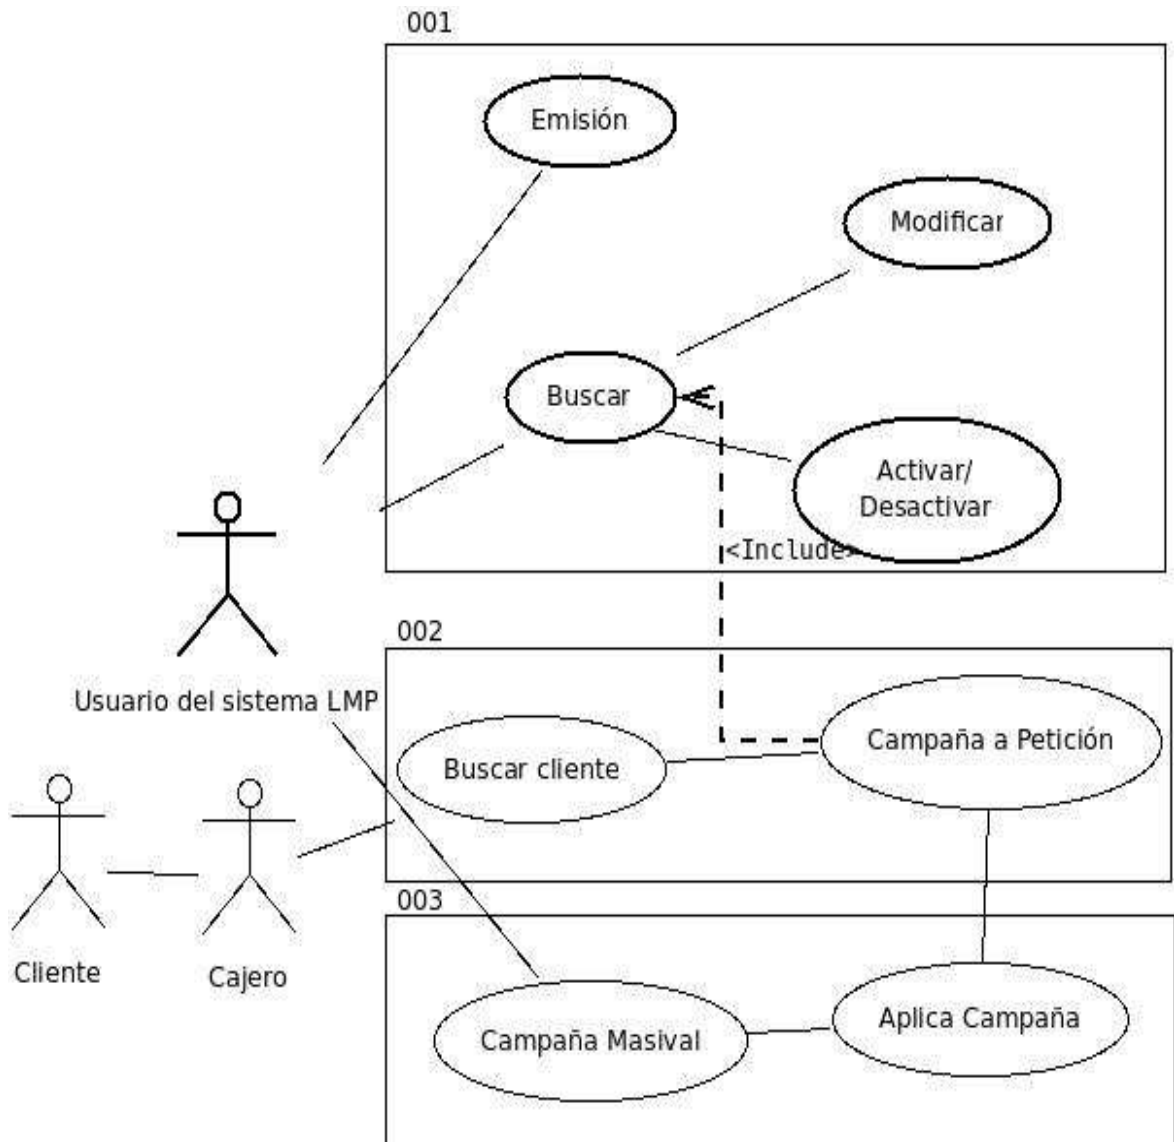 001
Emisión
Modificar
Buscar
Activar/
Desactivar
<Include>
002
Usuario del sistema LMP
Campaña a Petición
Buscar cliente
003
Cliente
Cajero
Aplica Campaña
Campaña Masival